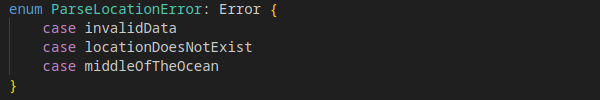 enum ParseLocationError: Error {
    case invalidData
    case locationDoesNotExist
    case middleOfTheOcean
}